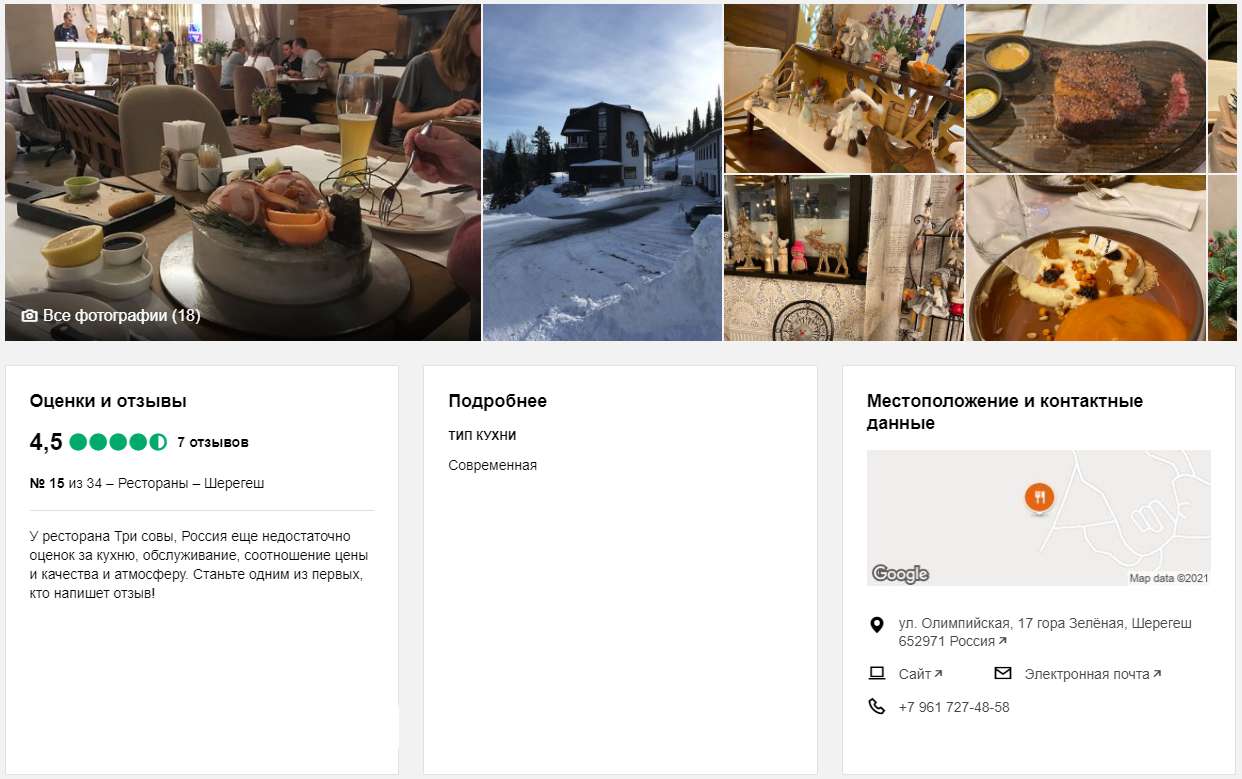 Все фотографии (18)
Оценки и отзывы
4,5 7 отзывов
№ 15 из 34 – Рестораны – Шерегеш
У ресторана Три совы, Россия еще недостаточно
оценок за кухню, обслуживание, соотношение цены
и качества и атмосферу. Станьте одним из первых,
кто напишет отзыв!
Подробнее
ТИП КУХНИ
Современная
Местоположение и контактные
данные
Google
Map data ©2021
ул. Олимпийская, 17 гора Зелёная, Шерегеш
652971 Россия
Сайт Электронная почта
+7 961 727-48-58